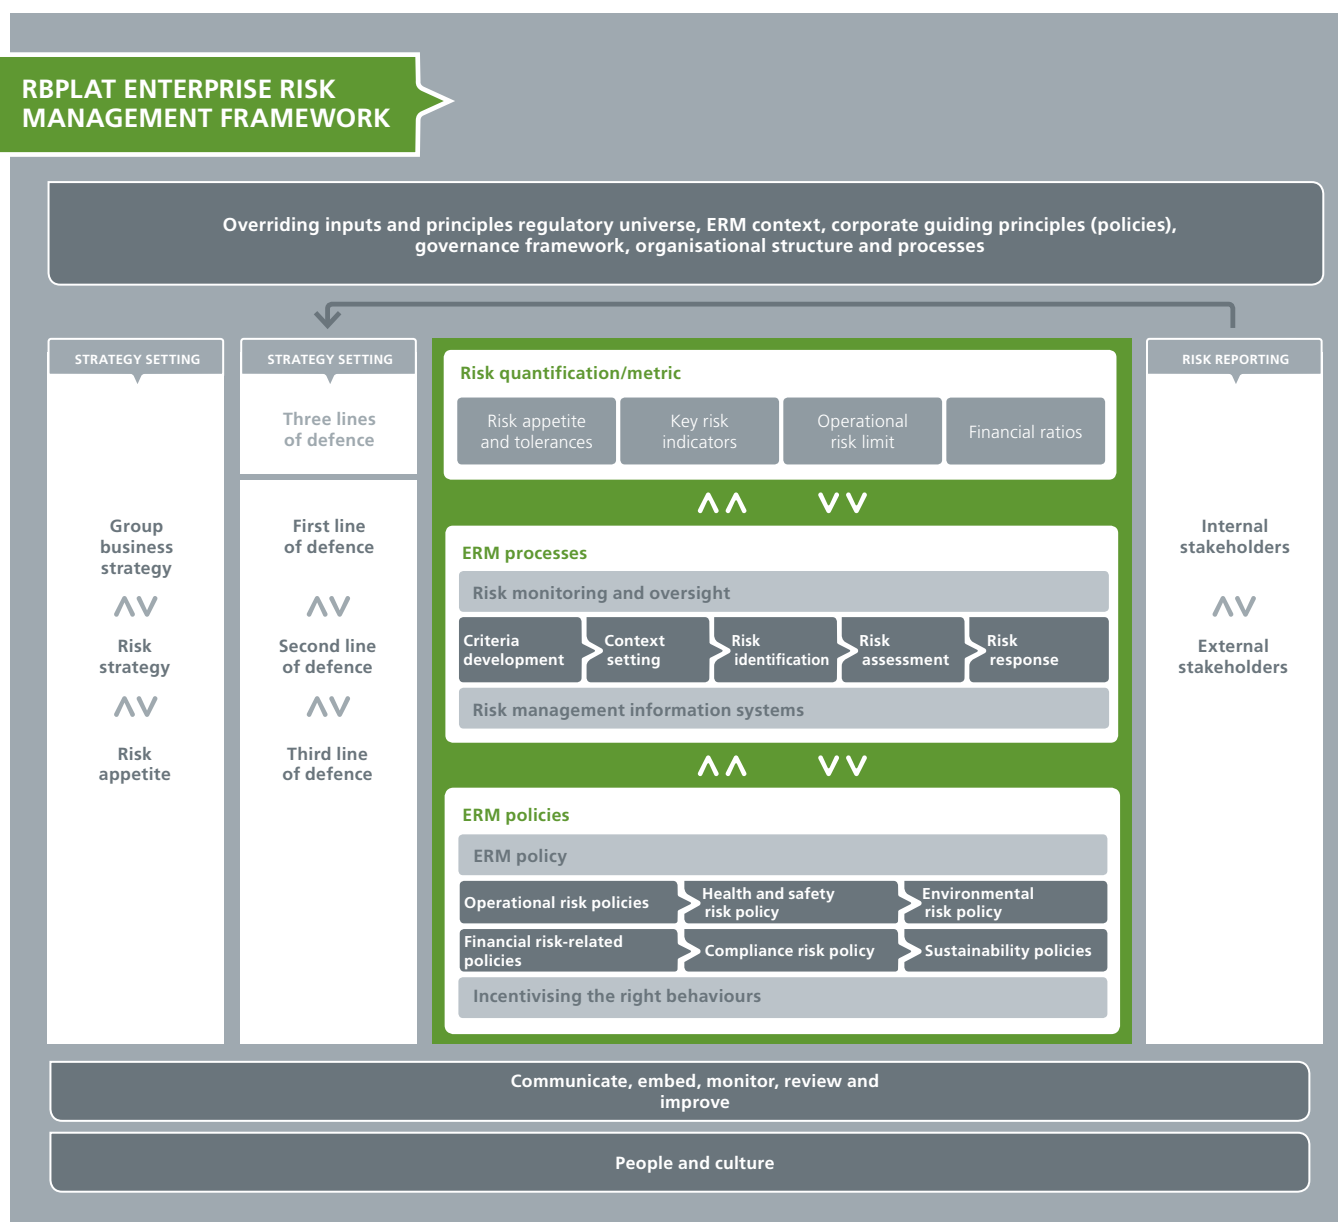 RBPLAT ENTERPRISE RISK
MANAGEMENT FRAMEWORK
Overriding inputs and principles regulatory universe, ERM context, corporate guiding principles (policies),
governance framework, organisational structure and processes
STRATEGY SETTING
Group
business
strategy
Risk
strategy
Risk
appetite
STRATEGY SETTING
Three lines
of defence
First line
of defence
Second line
of defence
Third line
of defence
Risk quantification/metric
Risk appetite
and tolerances
Key risk
indicators
Operational
risk limit
Financial ratios
ERM processes
Risk monitoring and oversight
Criteria
development
Context
setting
Risk
identification
Risk
assessment
Risk
response
Risk management information systems
ERM policies
ERM policy
Operational risk policies
Health and safety
risk policy
Environmental
risk policy
Financial risk-related
policies
Compliance risk policy
Sustainability policies
Incentivising the right behaviours
RISK REPORTING
Internal
stakeholders
External
stakeholders
Communicate, embed, monitor, review and
improve
People and culture